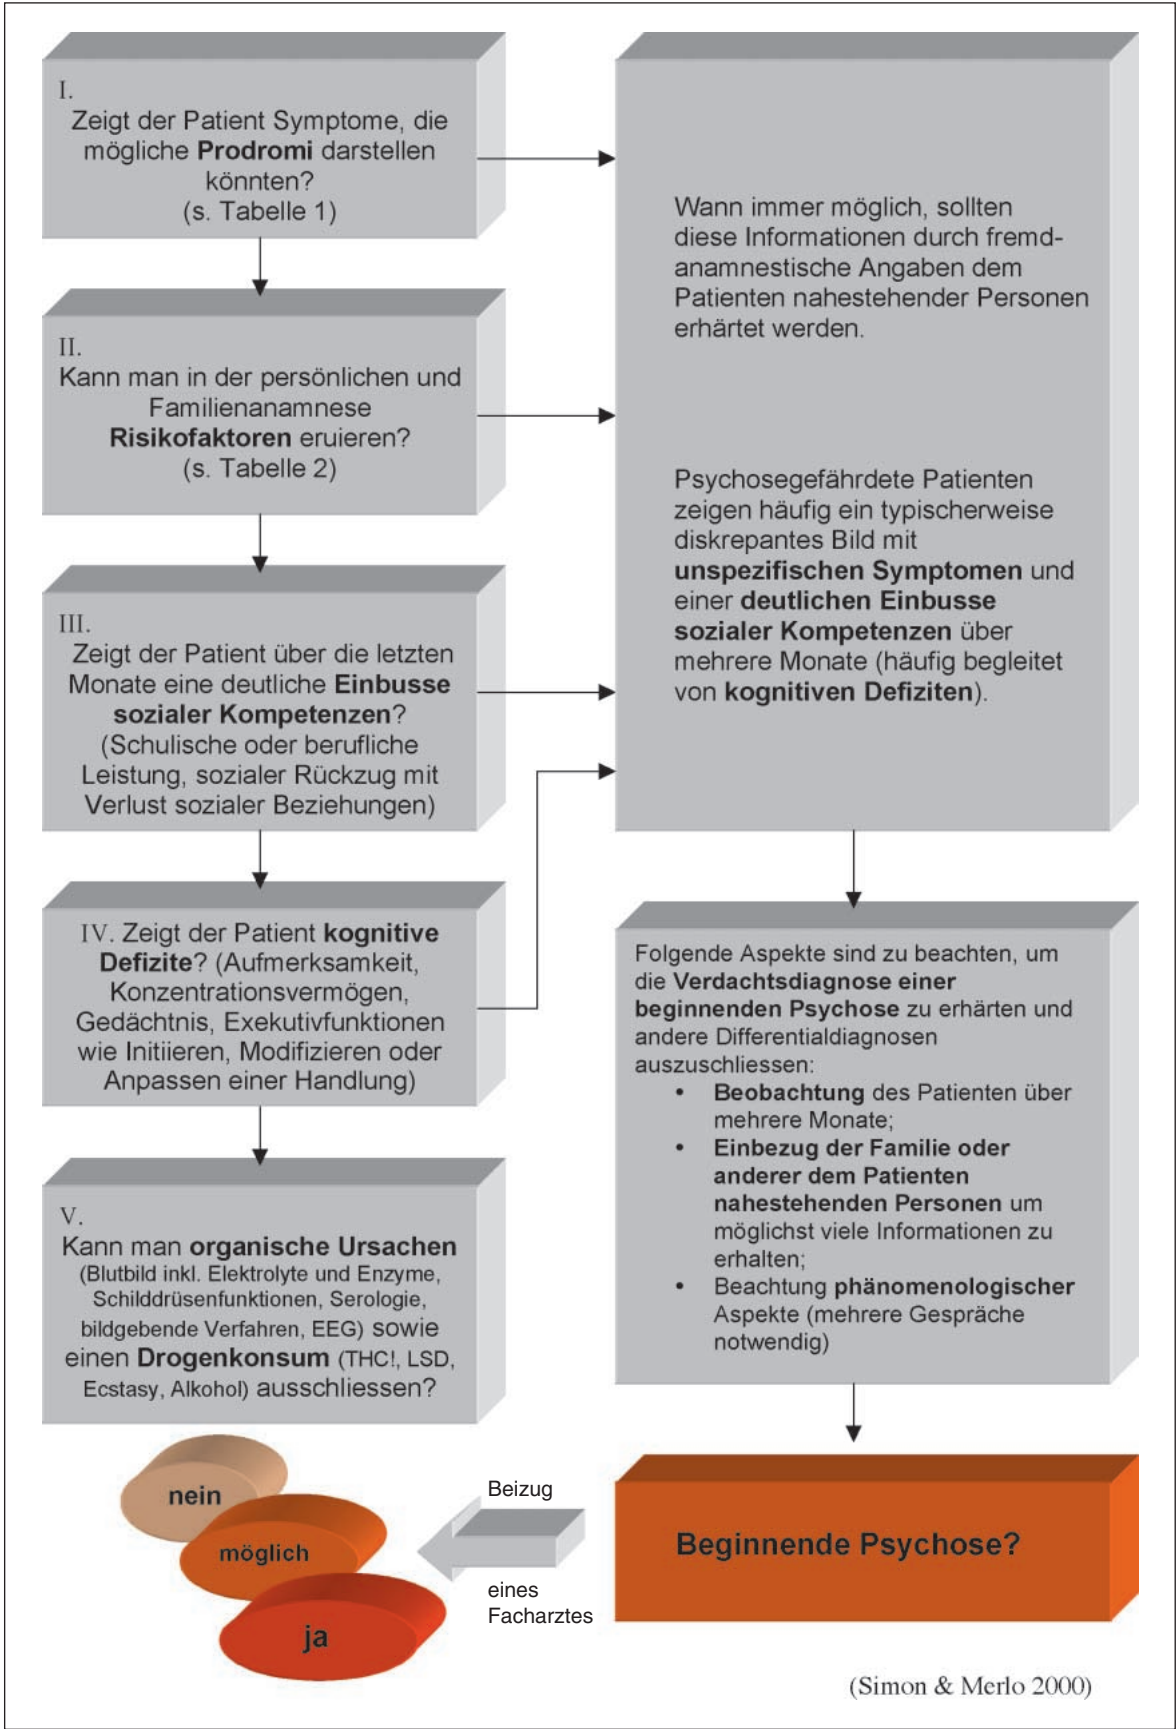 I.
Zeigt der Patient Symptome, die
mögliche Prodromi darstellen
könnten?
(s. Tabelle 1)
II.
Kann man in der persönlichen und
Familienanamnese
Risikofaktoren eruieren?
(s. Tabelle 2)
III.
Zeigt der Patient über die letzten
Monate eine deutliche Einbusse
sozialer Kompetenzen?
(Schulische oder berufliche
Leistung, sozialer Rückzug mit
Verlust sozialer Beziehungen)
IV. Zeigt der Patient kognitive
Defizite? (Aufmerksamkeit,
Konzentrationsvermögen,
Gedächtnis, Exekutivfunktionen
wie Initiieren, Modifizieren oder
Anpassen einer Handlung)
V.
Kann man organische Ursachen
(Blutbild inkl. Elektrolyte und Enzyme,
Schilddrüsenfunktionen, Serologie,
bildgebende Verfahren, EEG) sowie
einen Drogenkonsum (THC!, LSD,
Ecstasy, Alkohol) ausschliessen?
Wann immer möglich, sollten
diese Informationen durch fremd-
anamnestische Angaben dem
Patienten nahestehender Personen
erhärtet werden.
Psychosegefährdete Patienten
zeigen häufig ein typischerweise
diskrepantes Bild mit
unspezifischen Symptomen und
einer deutlichen Einbusse
sozialer Kompetenzen über
mehrere Monate (häufig begleitet
von kognitiven Defiziten).
Folgende Aspekte sind zu beachten, um
die Verdachtsdiagnose einer
beginnenden Psychose zu erhärten und
andere Differentialdiagnosen
auszuschliessen:
• Beobachtung des Patienten über
mehrere Monate;
• Einbezug der Familie oder
anderer dem Patienten
nahestehenden Personen um
möglichst viele Informationen zu
erhalten;
• Beachtung phänomenologischer
Aspekte (mehrere Gespräche
notwendig)
Beginnende Psychose?
Beizug
eines
Facharztes
nein
möglich
ja
(Simon & Merlo 2000)